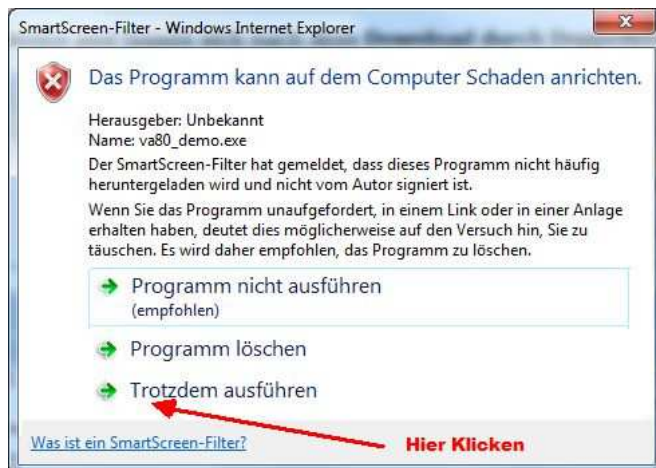 SmartScreen-Filter - Windows Internet Explorer
Das Programm kann auf dem Computer Schaden anrichten.
Herausgeber: Unbekannt
Name: va80_demo.exe
Der SmartScreen-Filter hat gemeldet, dass dieses Programm nicht häufig
heruntergeladen wird und nicht vom Autor signiert ist.
Wenn Sie das Programm unaufgefordert, in einem Link oder in einer Anlage
erhalten haben, deutet dies möglicherweise auf den Versuch hin, Sie zu
täuschen. Es wird daher empfohlen, das Programm zu löschen.
Programm nicht ausführen
(empfohlen)
Programm löschen
Trotzdem ausführen
Was ist ein SmartScreen-Filter?
Hier Klicken